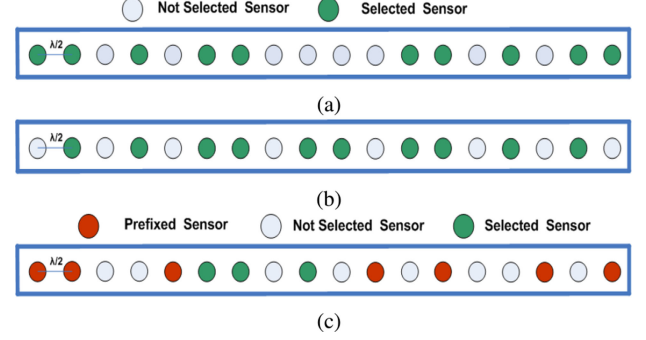 Not Selected Sensor Selected Sensor
λ/2
(a)
λ/2
(b)
Prefixed Sensor Not Selected Sensor Selected Sensor
λ/2
(c)